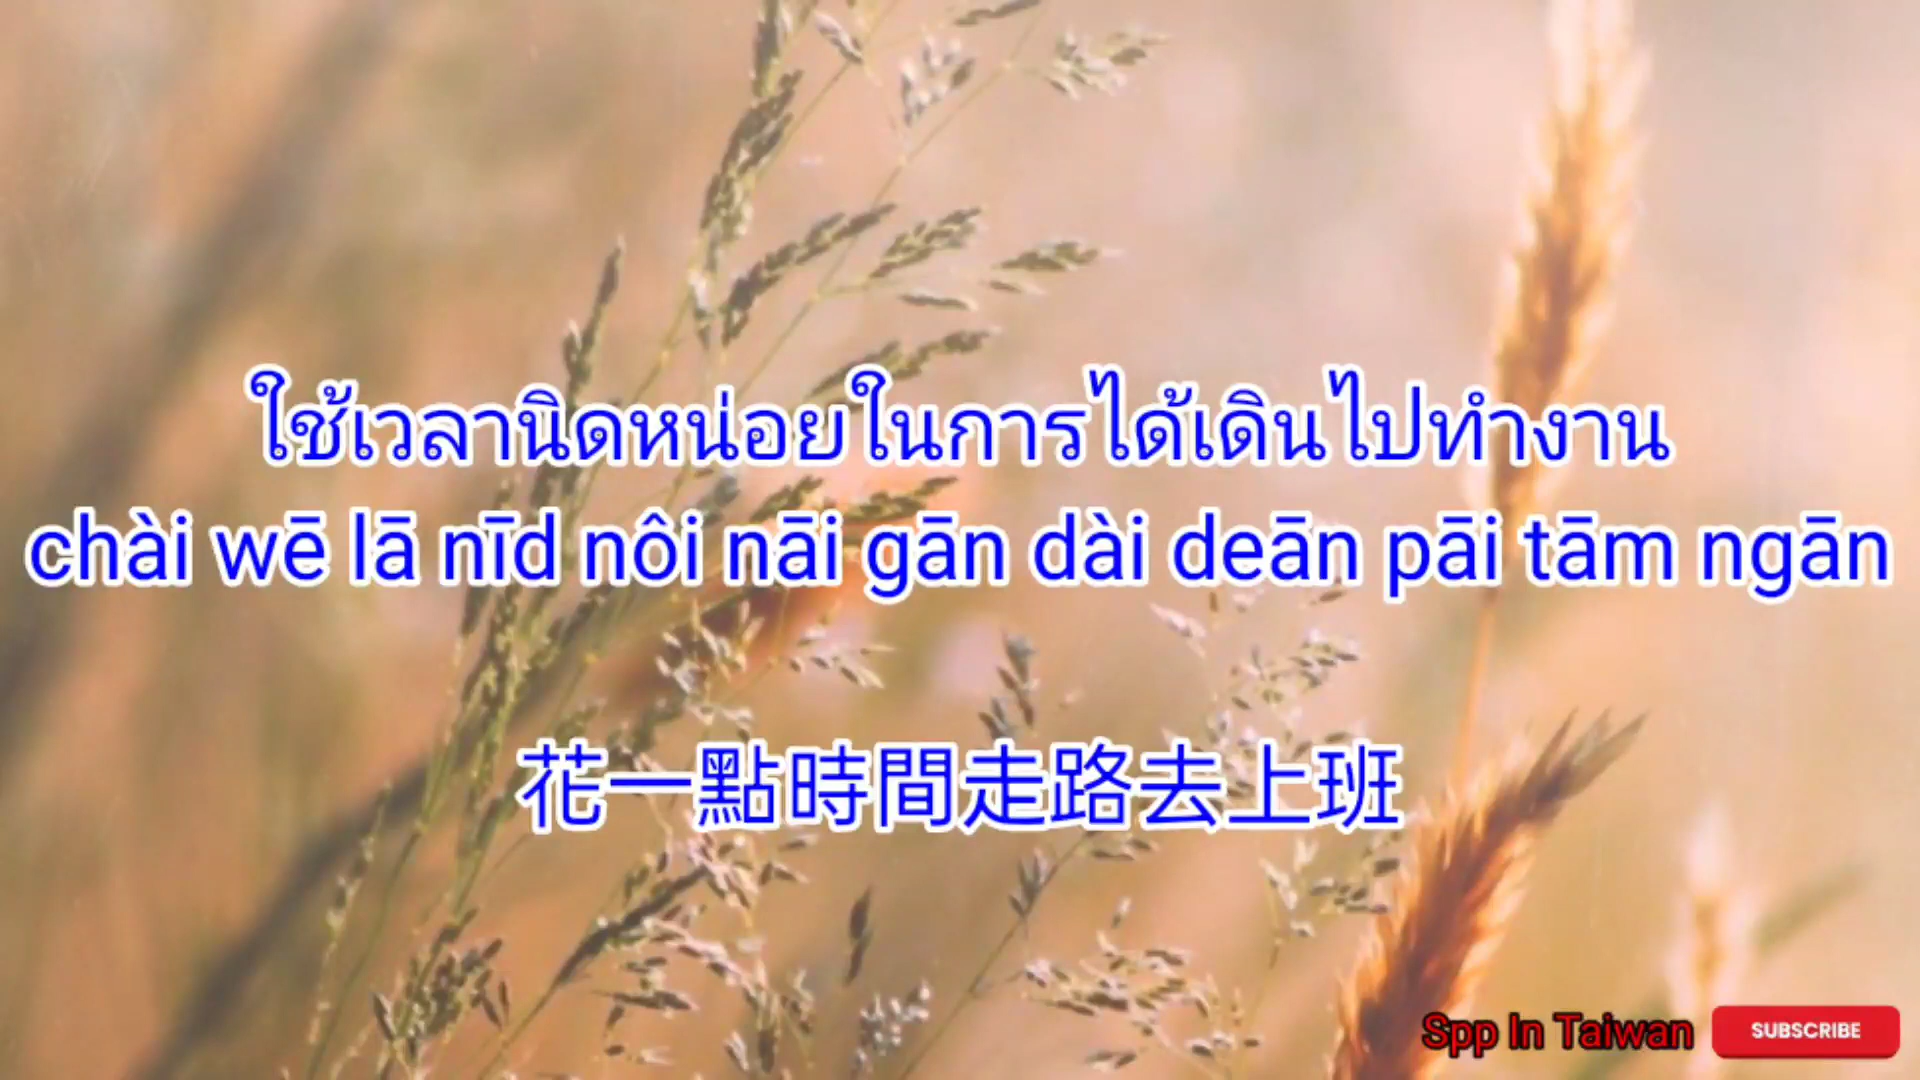 ใช้เวลานิดหน่อยในการได้เดินไปทำงาน
chài wē lā nīd nôi nāi gān dài deān pāi tām ngān
花一點時間走路去上班
Spp In Taiwan
SUBSCRIBE